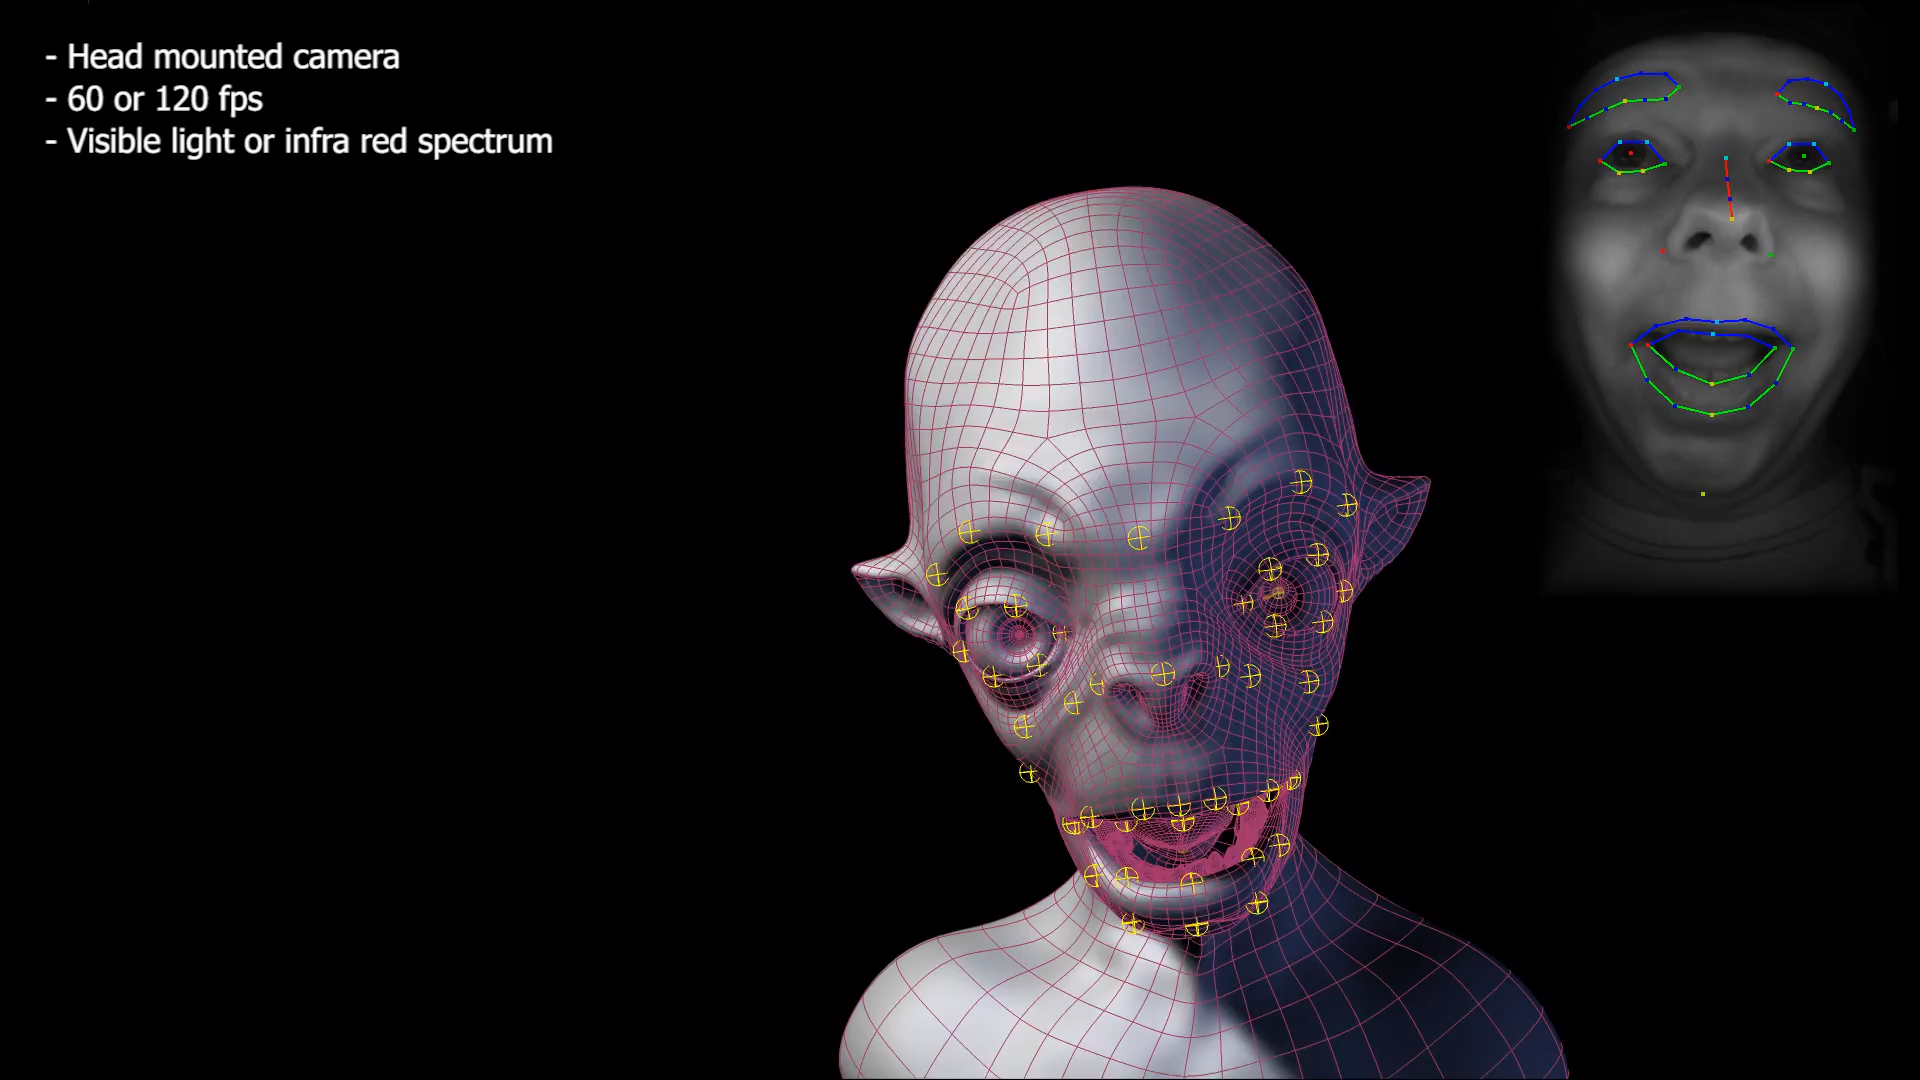 - Head mounted camera
- 60 or 120 fps
- Visible light or infra red spectrum